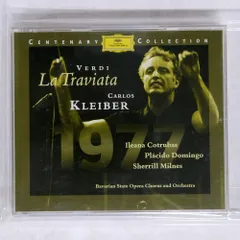 CENTENARY COLLECTION
VERDI
La Traviata
CARLOS
KLEIBER
1977
Ileana Cotrubas
Plácido Domingo
Sherrill Milnes
Bavarian State Opera Chorus and Orchestra